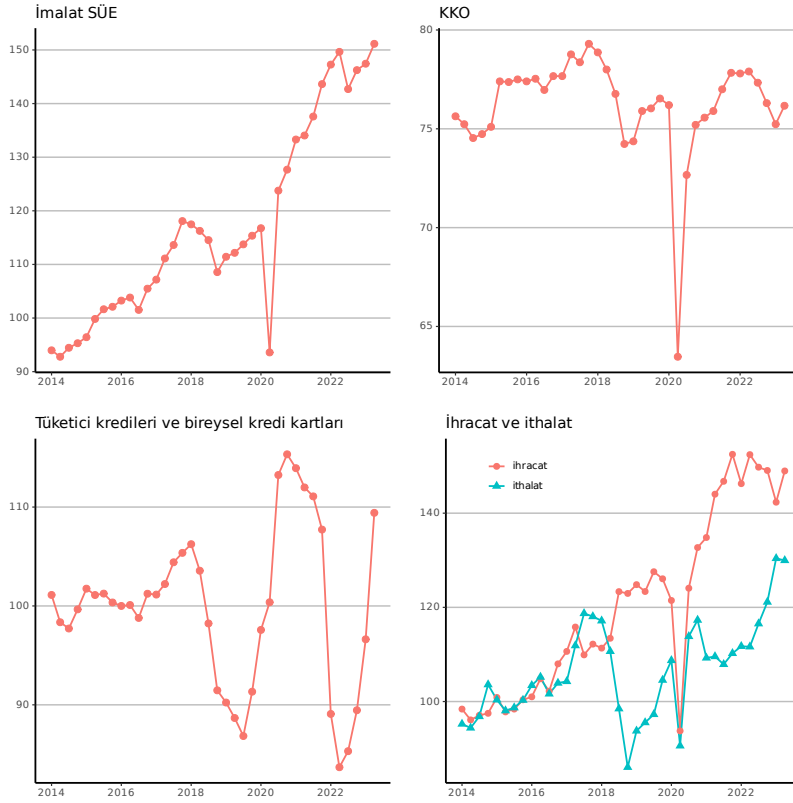 İmalat SÜE
150
140
130
120
110
100
90
2014 2016 2018 2020 2022
KKO
80
75
70
65
2014 2016 2018 2020 2022
Tüketici kredileri ve bireysel kredi kartları
110
100
90
2014 2016 2018 2020 2022
İhracat ve ithalat
ihracat
ithalat
140
120
100
2014 2016 2018 2020 2022